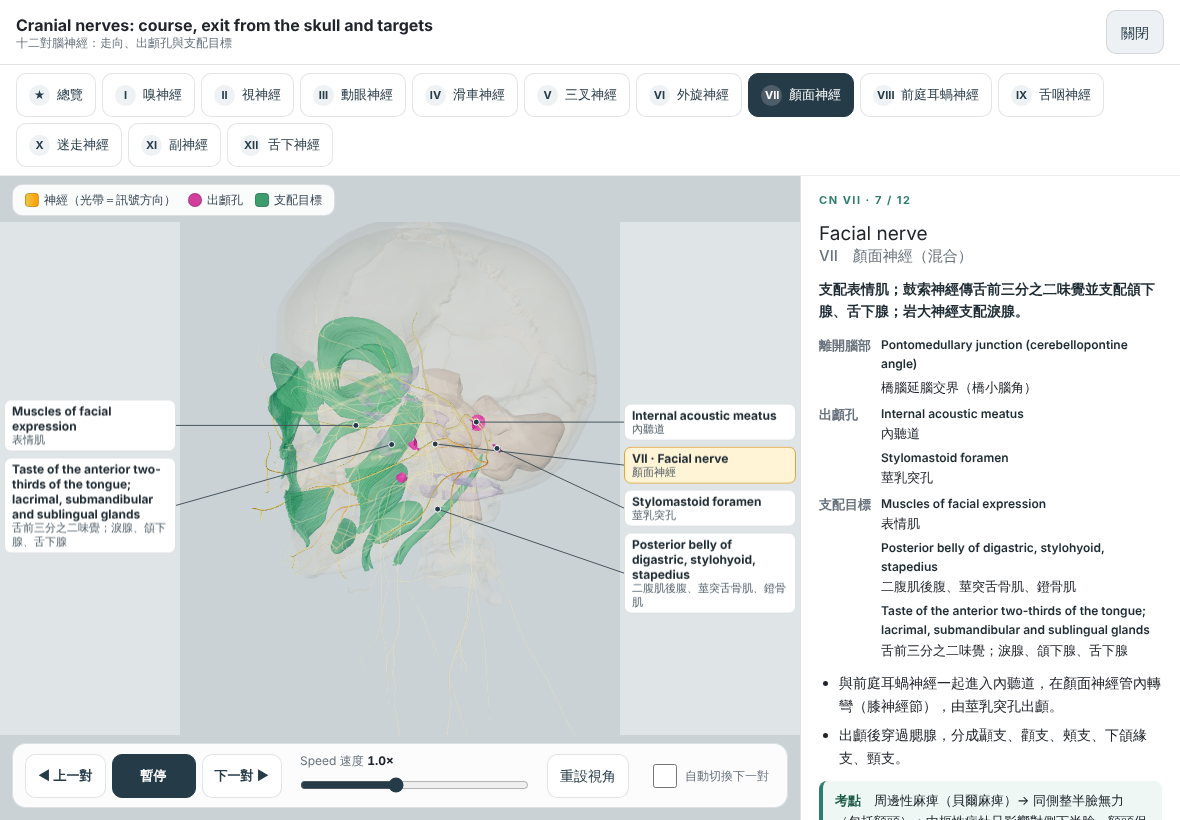 Cranial nerves: course, exit from the skull and targets
十二對腦神經：走向、出顱孔與支配目標
關閉
★ 總覽
I 嗅神經
II 視神經
III 動眼神經
IV 滑車神經
V 三叉神經
VI 外旋神經
VII 顏面神經
VIII 前庭耳蝸神經
IX 舌咽神經
X 迷走神經
XI 副神經
XII 舌下神經
神經（光帶＝訊號方向）
出顱孔
支配目標
Muscles of facial
expression
表情肌
Taste of the anterior two-
thirds of the tongue;
lacrimal, submandibular
and sublingual glands
舌前三分之二味覺；淚腺、頜下
腺、舌下腺
Internal acoustic meatus
內聽道
VII · Facial nerve
顏面神經
Stylomastoid foramen
莖乳突孔
Posterior belly of
digastric, stylohyoid,
stapedius
二腹肌後腹、莖突舌骨肌、鐙骨
肌
◀ 上一對
暫停
下一對 ▶
Speed 速度 1.0×
重設視角
自動切換下一對
CN VII · 7 / 12
Facial nerve
VII 顏面神經（混合）
支配表情肌；鼓索神經傳舌前三分之二味覺並支配頜下
腺、舌下腺；岩大神經支配淚腺。
離開腦部
Pontomedullary junction (cerebellopontine
angle)
橋腦延腦交界（橋小腦角）
出顱孔
Internal acoustic meatus
內聽道
Stylomastoid foramen
莖乳突孔
支配目標
Muscles of facial expression
表情肌
Posterior belly of digastric, stylohyoid,
stapedius
二腹肌後腹、莖突舌骨肌、鐙骨肌
Taste of the anterior two-thirds of the tongue;
lacrimal, submandibular and sublingual glands
舌前三分之二味覺；淚腺、頜下腺、舌下腺
• 與前庭耳蝸神經一起進入內聽道，在顏面神經管內轉
彎（膝神經節），由莖乳突孔出顱。
• 出顱後穿過腮腺，分成顳支、顴支、頰支、下頜緣
支、頸支。
考點 周邊性麻痺（貝爾麻痺）→ 同側整半臉無力